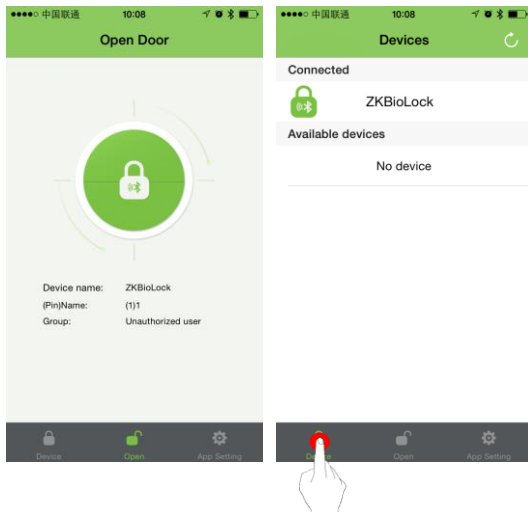 中国联通 10:08
Open Door
Device name: ZKBioLock
(Pin)Name: (1)1
Group: Unauthorized user
Device Open App Setting
中国联通 10:08
Devices
Connected
ZKBioLock
Available devices
No device
Device Open App Setting